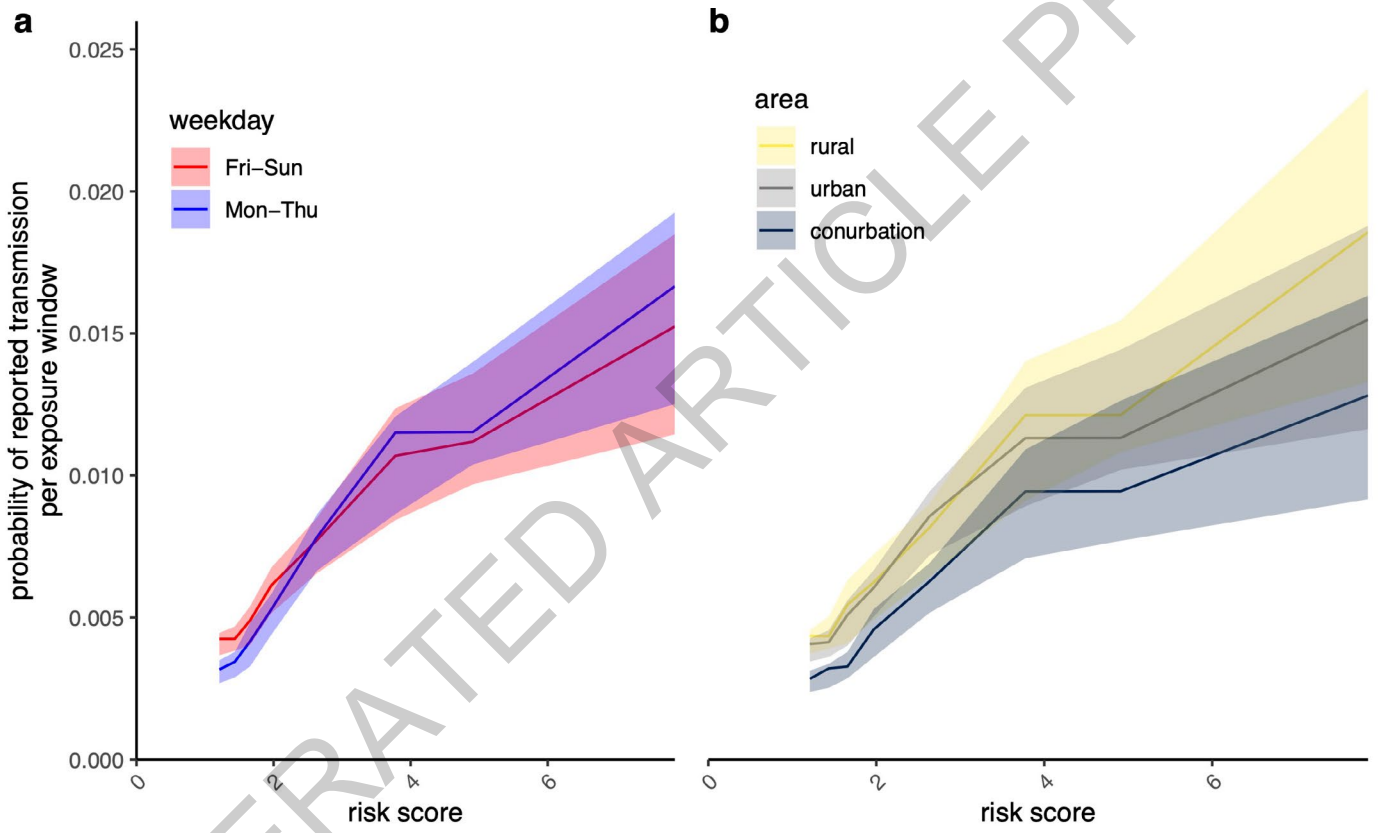 a
weekday
Fri–Sun
Mon–Thu
probability of reported transmission
per exposure window
0.025
0.020
0.015
0.010
0.005
0.000
0
2
4
6
risk score
b
area
rural
urban
conurbation
0
2
4
6
risk score
ERATED ARTICLE PR